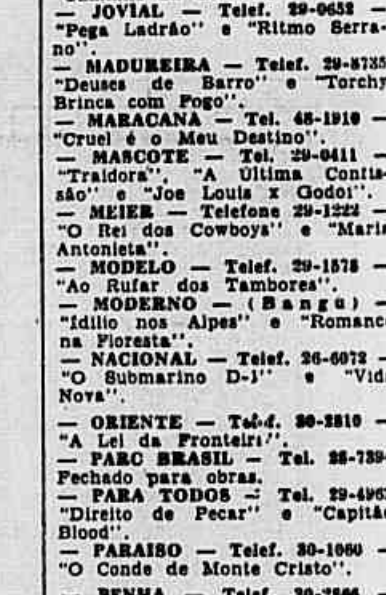 — JOVIAL — Telef. 29-0652 —
"Pega Ladrão" e "Ritmo Serra-
no".
— MADUREIRA — Telef. 29-8735
"Deuses de Barro" e "Torchy
Brinca com Fogo".
— MARACANA — Tel. 48-1910 —
"Cruel é o Meu Destino".
— MASCOTE — Tel. 29-0411 —
"Traidora", "A Última Confis-
são" e "Joe Louis x Godoi".
— MEIER — Telefone 29-1222 —
"O Rei dos Cowboys" e "Maria
Antonieta".
— MODELO — Telef. 29-1578 —
"Ao Rufar dos Tambores".
— MODERNO — (Bangu) —
"Idilio nos Alpes" e "Romance
na Floresta".
— NACIONAL — Telef. 26-6072 —
"O Submarino D-1" e "Vida
Nova".
— ORIENTE — Telef. 30-2810 —
"A Lei da Fronteira".
— PARC BRASIL — Tel.
Fechado para obras.
— PARA TODOS — Tel.
"Direito de Pecar" e "Capitão
Blood".
— PARAISO — Telef. 30-1060 —
"O Conde de Monte Cristo".
— PENHA — Telef.